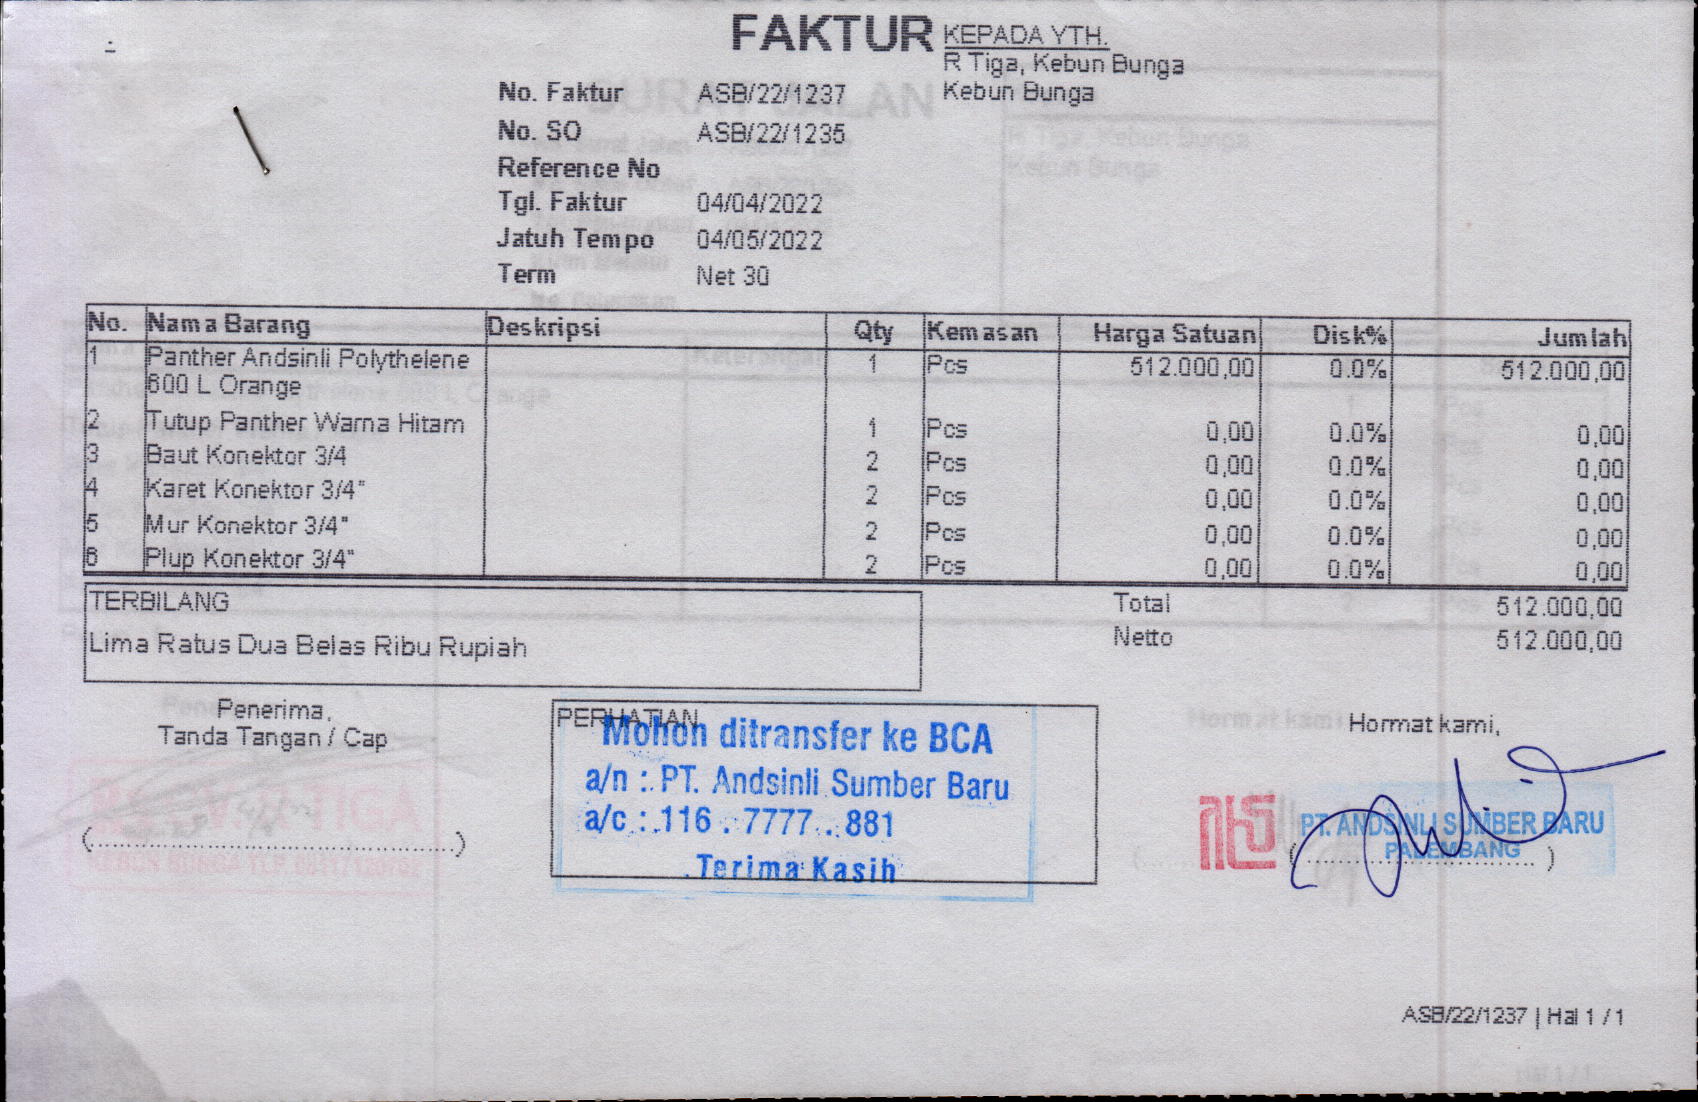 FAKTUR
KEPADA YTH.
R Tiga, Kebun Bunga
Kebun Bunga
No. Faktur ASB/22/1237
No. SO ASB/22/1235
Reference No
Tgl. Faktur 04/04/2022
Jatuh Tempo 04/05/2022
Term Net 30
No. Nama Barang Deskripsi Qty Kemasan Harga Satuan Disk% Jumlah
1 Panther Andsinli Polythelene 1 Pcs 512.000,00 0.0% 512.000,00
600 L Orange
2 Tutup Panther Warna Hitam 1 Pcs 0,00 0.0% 0,00
3 Baut Konektor 3/4 2 Pcs 0,00 0.0% 0,00
4 Karet Konektor 3/4" 2 Pcs 0,00 0.0% 0,00
5 Mur Konektor 3/4" 2 Pcs 0,00 0.0% 0,00
6 Plup Konektor 3/4" 2 Pcs 0,00 0.0% 0,00
TERBILANG
Lima Ratus Dua Belas Ribu Rupiah
Total 512.000,00
Netto 512.000,00
Penerima,
Tanda Tangan / Cap
(........................................)
PERHATIAN
Mohon ditransfer ke BCA
a/n : PT. Andsinli Sumber Baru
a/c : 116 . 7777 . 881
Terima Kasih
Hormat kami,
PT. ANDSINLI SUMBER BARU
PALEMBANG
(........................)
ASB/22/1237 | Hal 1 / 1